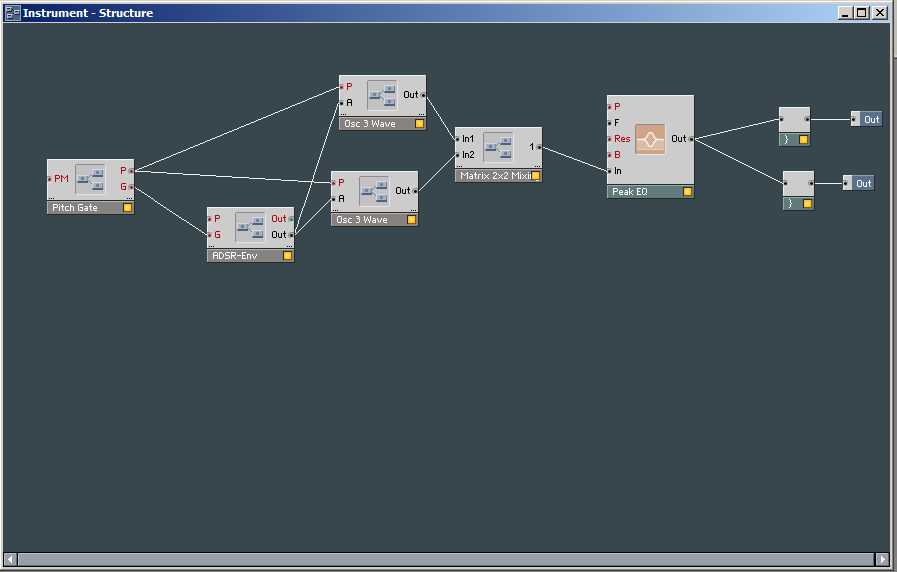 Instrument - Structure
P
A
Out
Osc 3 Wave
PM
P
G
Pitch Gate
P
G
Out
Out
ADSR-Env
P
A
Out
Osc 3 Wave
In1
In2
1
Matrix 2x2 Mixin
P
F
Res
B
In
Out
Peak EQ
}
Out
}
Out